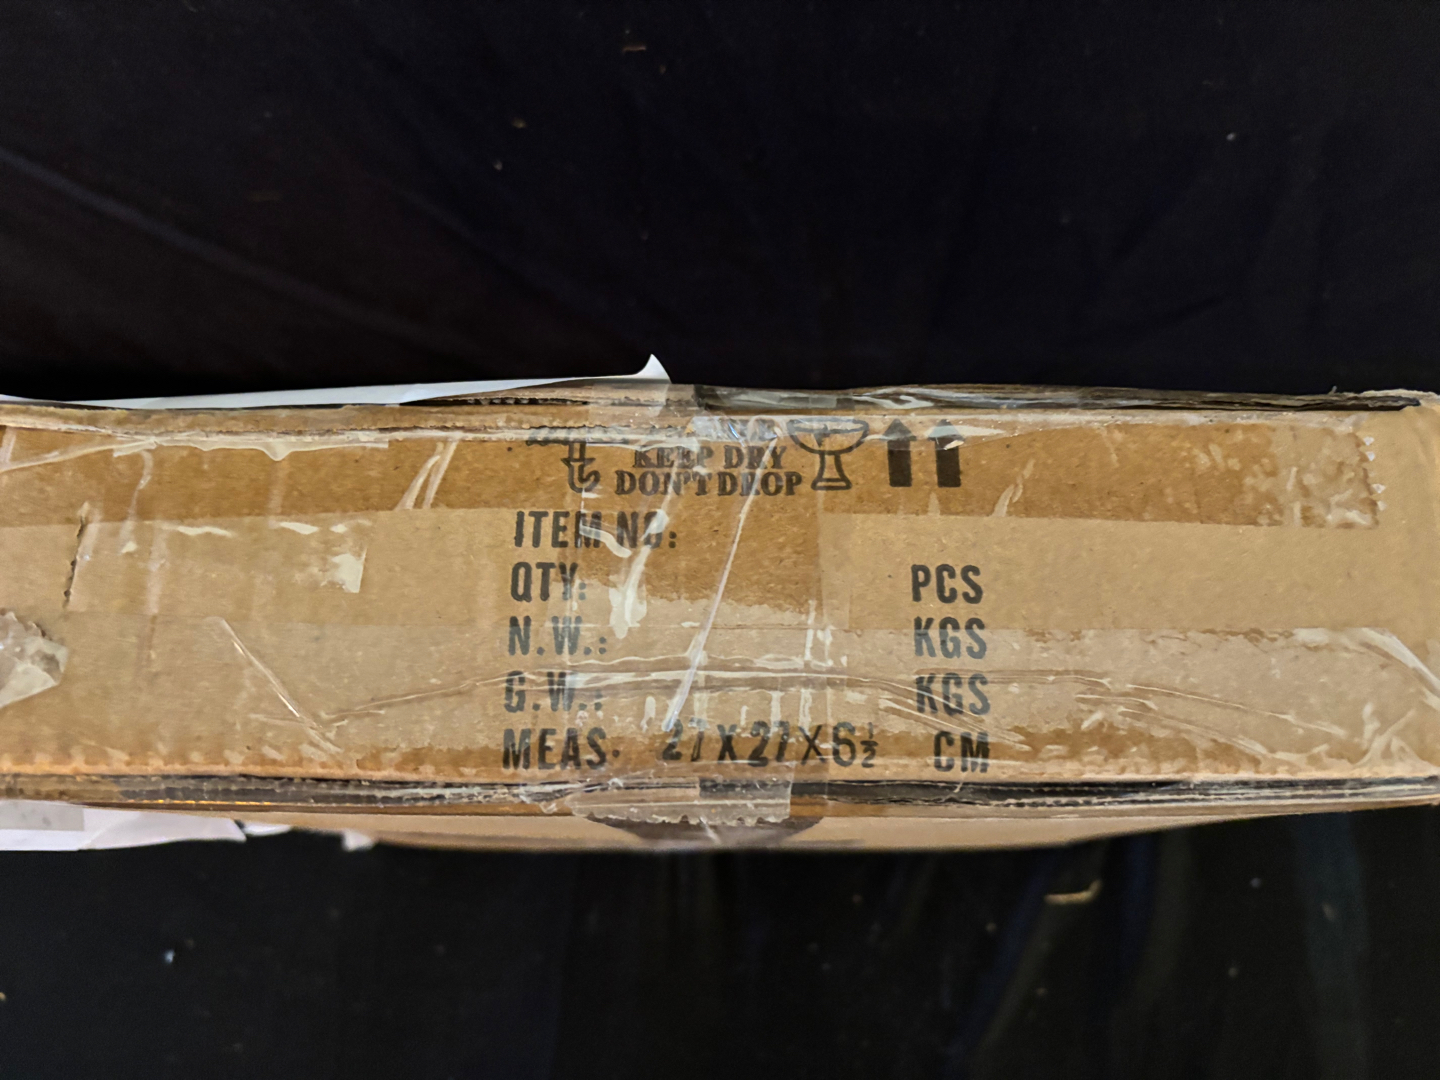 KEEP DRY
DON'T DROP
ITEM NO:
QTY: PCS
N.W.: KGS
G.W.: KGS
MEAS: 27X27X6½ CM